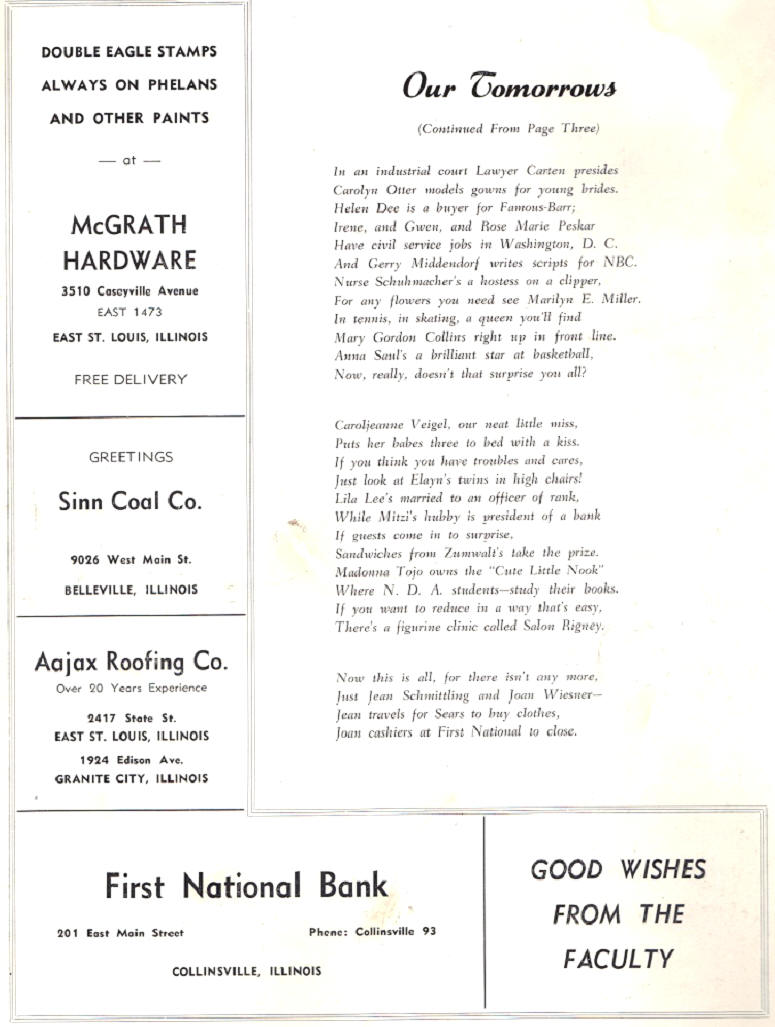 DOUBLE EAGLE STAMPS
ALWAYS ON PHELANS
AND OTHER PAINTS
— at —
McGRATH
HARDWARE
3510 Caseyville Avenue
EAST 1473
EAST ST. LOUIS, ILLINOIS
FREE DELIVERY
GREETINGS
Sinn Coal Co.
9026 West Main St.
BELLEVILLE, ILLINOIS
Aajax Roofing Co.
Over 20 Years Experience
2417 State St.
EAST ST. LOUIS, ILLINOIS
1924 Edison Ave.
GRANITE CITY, ILLINOIS
Our Tomorrows
(Continued From Page Three)
In an industrial court Lawyer Carten presides
Carolyn Otter models gowns for young brides.
Helen Dee is a buyer for Famous-Barr;
Irene, and Gwen, and Rose Marie Peskar
Have civil service jobs in Washington, D. C.
And Gerry Middendorf writes scripts for NBC.
Nurse Schuhmacher's a hostess on a clipper,
For any flowers you need see Marilyn E. Miller.
In tennis, in skating, a queen you'll find
Mary Gordon Collins right up in front line.
Anna Saul's a brilliant star at basketball,
Now, really, doesn't that surprise you all?
Caroljeanne Veigel, our neat little miss,
Puts her babes three to bed with a kiss.
If you think you have troubles and cares,
Just look at Elayn's twins in high chairs!
Lila Lee's married to an officer of rank,
While Mitzi's hubby is president of a bank
If guests come in to surprise,
Sandwiches from Zumwalt's take the prize.
Madonna Tojo owns the "Cute Little Nook"
Where N. D. A. students—study their books.
If you want to reduce in a way that's easy,
There's a figurine clinic called Salon Rigney.
Now this is all, for there isn't any more,
Just Jean Schmittling and Joan Wiesner—
Jean travels for Sears to buy clothes,
Joan cashiers at First National to close.
First National Bank
201 East Main Street Phone: Collinsville 93
COLLINSVILLE, ILLINOIS
GOOD WISHES
FROM THE
FACULTY